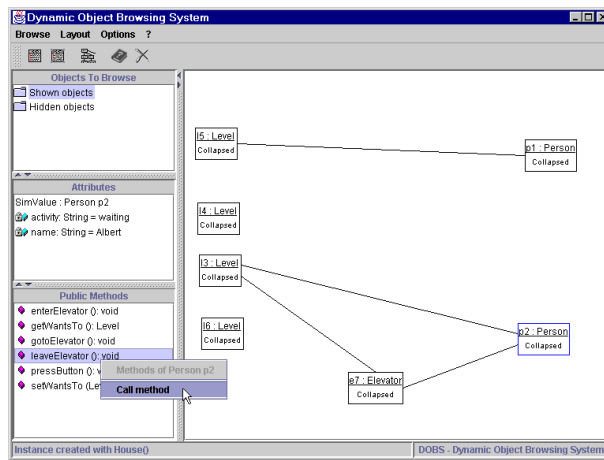 Dynamic Object Browsing System
Browse Layout Options ?
Objects To Browse
Shown objects
Hidden objects
Attributes
SimValue : Person p2
activity: String = waiting
name: String = Albert
Public Methods
enterElevator (): void
getWantsTo (): Level
gotoElevator (): void
leaveElevator (): void
pressButton (): v
setWantsTo (Le
Methods of Person p2
Call method
l5 : Level
Collapsed
p1 : Person
Collapsed
l4 : Level
Collapsed
l3 : Level
Collapsed
l6 : Level
Collapsed
p2 : Person
Collapsed
e7 : Elevator
Collapsed
Instance created with House()
DOBS - Dynamic Object Browsing System